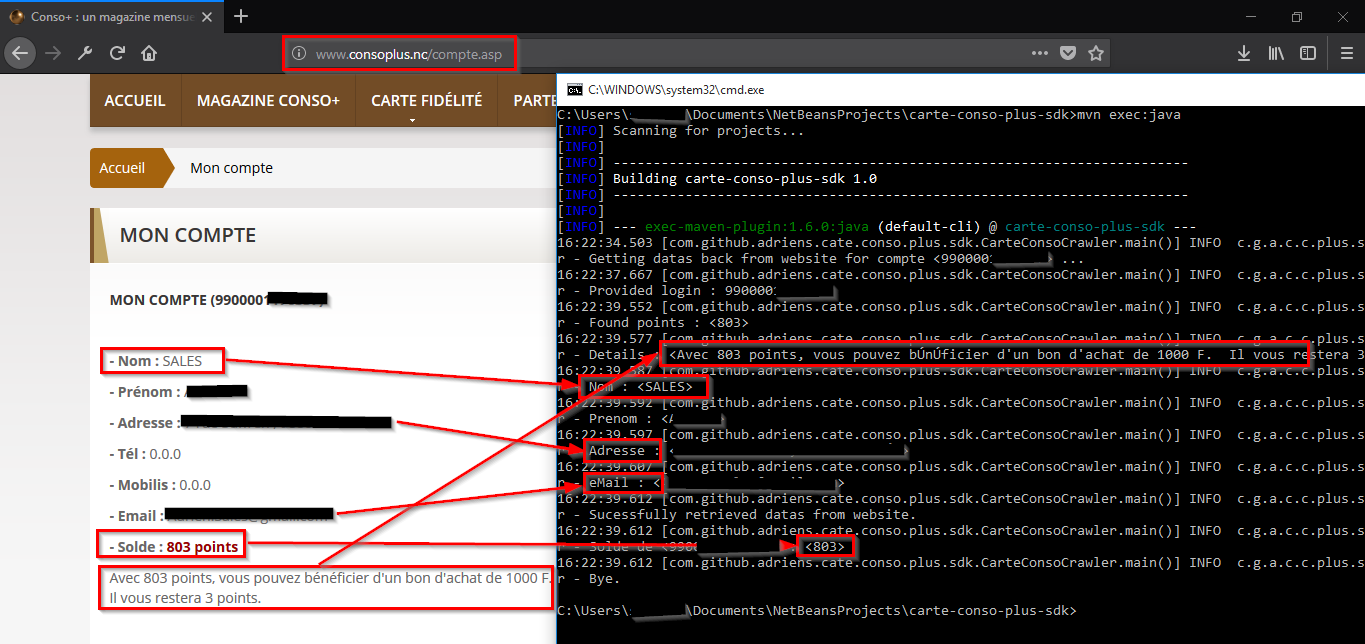 Conso+ : un magazine mensue
www.consoplus.nc/compte.asp
ACCUEIL MAGAZINE CONSO+ CARTE FIDÉLITÉ PARTE
Accueil Mon compte
MON COMPTE
MON COMPTE (9900001
- Nom : SALES
- Prénom :
- Adresse :
- Tél : 0.0.0
- Mobilis : 0.0.0
- Email :
- Solde : 803 points
Avec 803 points, vous pouvez bénéficier d'un bon d'achat de 1000 F.
Il vous restera 3 points.
C:\WINDOWS\system32\cmd.exe
C:\Users\ \Documents\NetBeansProjects\carte-conso-plus-sdk>mvn exec:java
[INFO] Scanning for projects...
[INFO]
[INFO] ------------------------------------------------------------------------
[INFO] Building carte-conso-plus-sdk 1.0
[INFO] ------------------------------------------------------------------------
[INFO]
[INFO] --- exec-maven-plugin:1.6.0:java (default-cli) @ carte-conso-plus-sdk ---
16:22:34.503 [com.github.adriens.cate.conso.plus.sdk.CarteConsoCrawler.main()] INFO c.g.a.c.c.plus.s
r - Getting datas back from website for compte <9900001 > ...
16:22:37.667 [com.github.adriens.cate.conso.plus.sdk.CarteConsoCrawler.main()] INFO c.g.a.c.c.plus.s
r - Provided login : 990000
16:22:39.552 [com.github.adriens.cate.conso.plus.sdk.CarteConsoCrawler.main()] INFO c.g.a.c.c.plus.s
r - Found points : <803>
16:22:39.577 [com.github.adriens.cate.conso.plus.sdk.CarteConsoCrawler.main()] INFO c.g.a.c.c.plus.s
r - Details <Avec 803 points, vous pouvez bÚnÚficier d'un bon d'achat de 1000 F. Il vous restera 3
16:22:39.587 [com.github.adriens.cate.conso.plus.sdk.CarteConsoCrawler.main()] INFO c.g.a.c.c.plus.s
r - Nom : <SALES>
16:22:39.592 [com.github.adriens.cate.conso.plus.sdk.CarteConsoCrawler.main()] INFO c.g.a.c.c.plus.s
r - Prenom : <
16:22:39.597 [com.github.adriens.cate.conso.plus.sdk.CarteConsoCrawler.main()] INFO c.g.a.c.c.plus.s
r - Adresse :
16:22:39.607 [com.github.adriens.cate.conso.plus.sdk.CarteConsoCrawler.main()] INFO c.g.a.c.c.plus.s
r - eMail : < >
16:22:39.612 [com.github.adriens.cate.conso.plus.sdk.CarteConsoCrawler.main()] INFO c.g.a.c.c.plus.s
r - Sucessfully retrieved datas from website.
16:22:39.612 [com.github.adriens.cate.conso.plus.sdk.CarteConsoCrawler.main()] INFO c.g.a.c.c.plus.s
r - Solde de <990 <803>
16:22:39.612 [com.github.adriens.cate.conso.plus.sdk.CarteConsoCrawler.main()] INFO c.g.a.c.c.plus.s
r - Bye.
C:\Users\ \Documents\NetBeansProjects\carte-conso-plus-sdk>